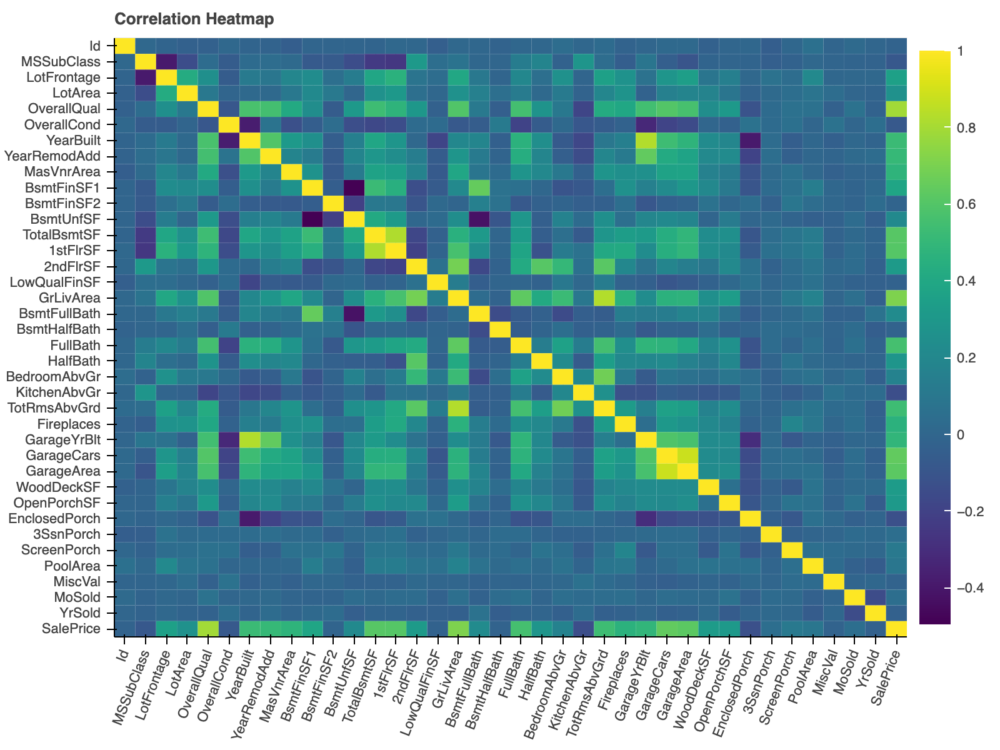 Correlation Heatmap
Id
MSSubClass
LotFrontage
LotArea
OverallQual
OverallCond
YearBuilt
YearRemodAdd
MasVnrArea
BsmtFinSF1
BsmtFinSF2
BsmtUnfSF
TotalBsmtSF
1stFlrSF
2ndFlrSF
LowQualFinSF
GrLivArea
BsmtFullBath
BsmtHalfBath
FullBath
HalfBath
BedroomAbvGr
KitchenAbvGr
TotRmsAbvGrd
Fireplaces
GarageYrBlt
GarageCars
GarageArea
WoodDeckSF
OpenPorchSF
EnclosedPorch
3SsnPorch
ScreenPorch
PoolArea
MiscVal
MoSold
YrSold
SalePrice
Id
MSSubClass
LotFrontage
LotArea
OverallQual
OverallCond
YearBuilt
YearRemodAdd
MasVnrArea
BsmtFinSF1
BsmtFinSF2
BsmtUnfSF
TotalBsmtSF
1stFlrSF
2ndFlrSF
LowQualFinSF
GrLivArea
BsmtFullBath
BsmtHalfBath
FullBath
HalfBath
BedroomAbvGr
KitchenAbvGr
TotRmsAbvGrd
Fireplaces
GarageYrBlt
GarageCars
GarageArea
WoodDeckSF
OpenPorchSF
EnclosedPorch
3SsnPorch
ScreenPorch
PoolArea
MiscVal
MoSold
YrSold
SalePrice
1
0.8
0.6
0.4
0.2
0
−0.2
−0.4